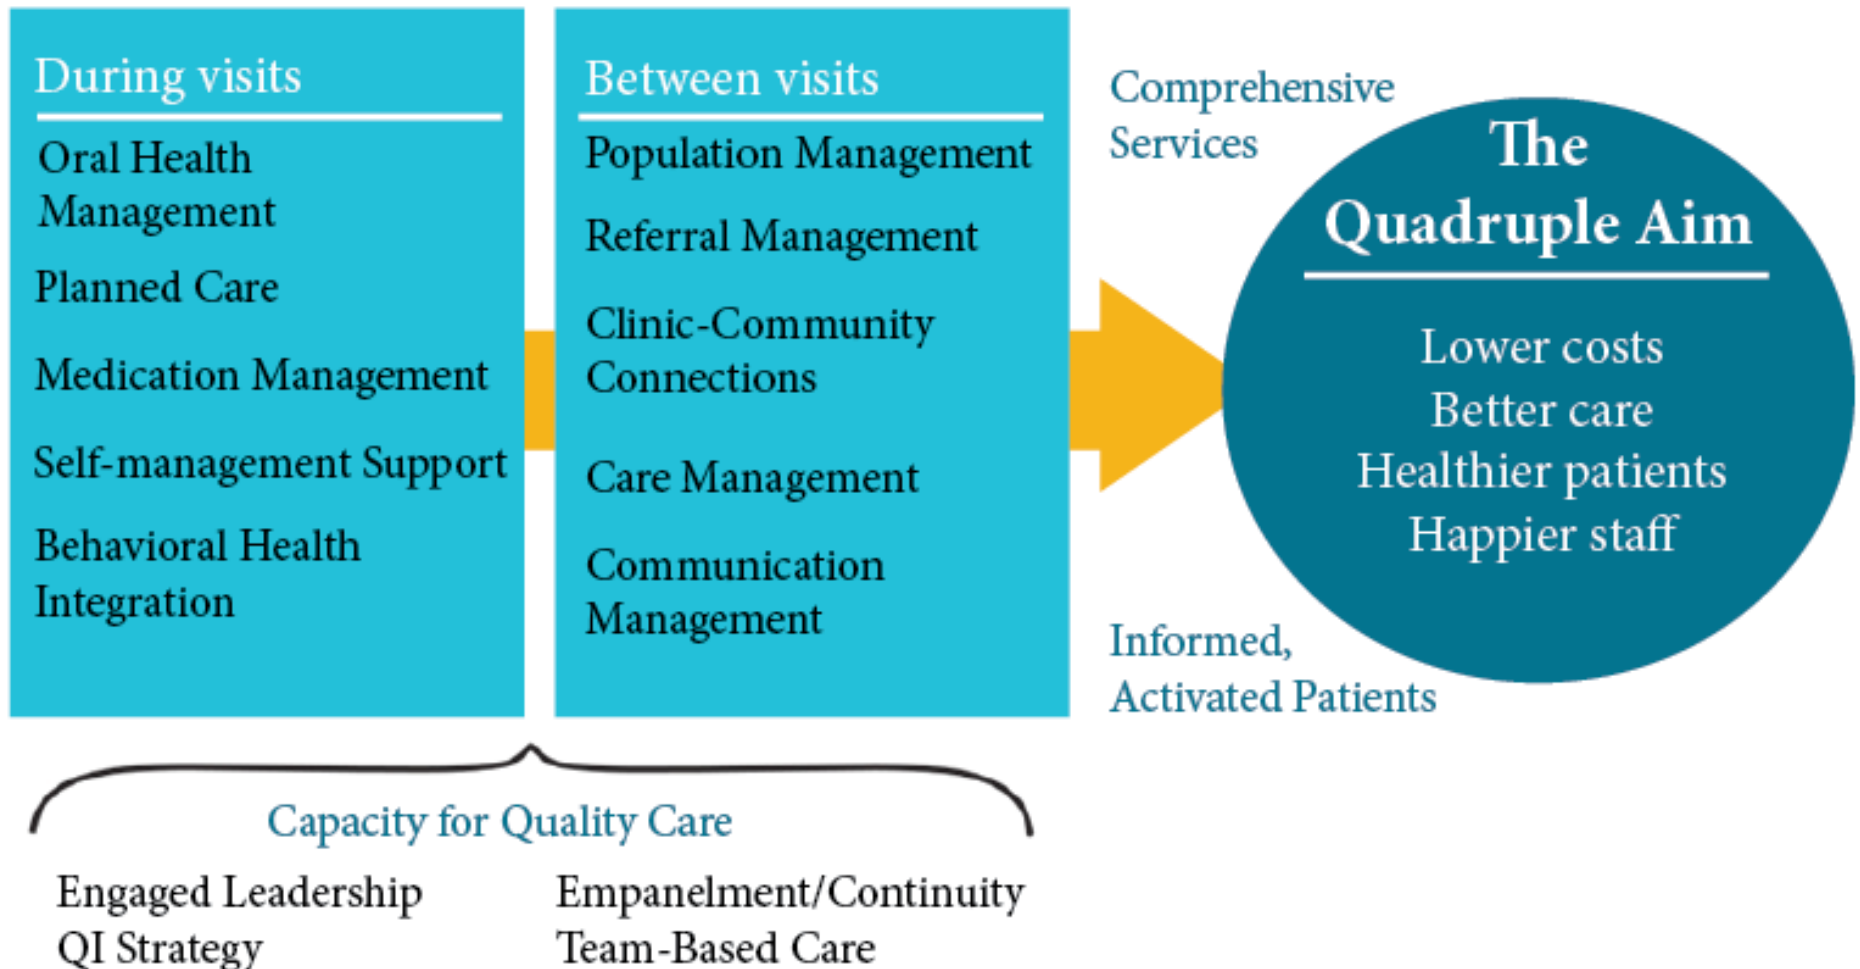 During visits
Oral Health
Management
Planned Care
Medication Management
Self-management Support
Behavioral Health
Integration
Between visits
Population Management
Referral Management
Clinic-Community
Connections
Care Management
Communication
Management
Comprehensive
Services
The
Quadruple Aim
Lower costs
Better care
Healthier patients
Happier staff
Informed,
Activated Patients
Capacity for Quality Care
Engaged Leadership
QI Strategy
Empanelment/Continuity
Team-Based Care